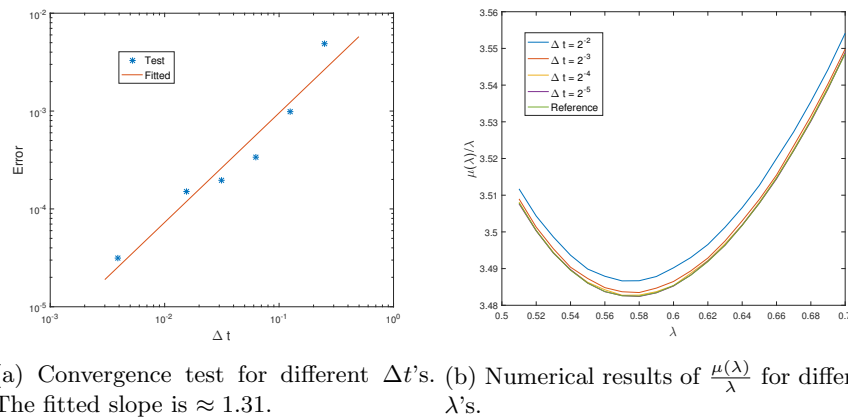 10^-2
10^-3
10^-4
10^-5
Error
Test
Fitted
10^-3
10^-2
10^-1
10^0
Δ t
3.56
3.55
3.54
3.53
3.52
3.51
3.5
3.49
3.48
μ(λ)/λ
Δ t = 2^-2
Δ t = 2^-3
Δ t = 2^-4
Δ t = 2^-5
Reference
0.5 0.52 0.54 0.56 0.58 0.6 0.62 0.64 0.66 0.68 0.7
λ
a) Convergence test for different Δt's.
The fitted slope is ≈ 1.31.
(b) Numerical results of μ(λ)/λ for differ
λ's.